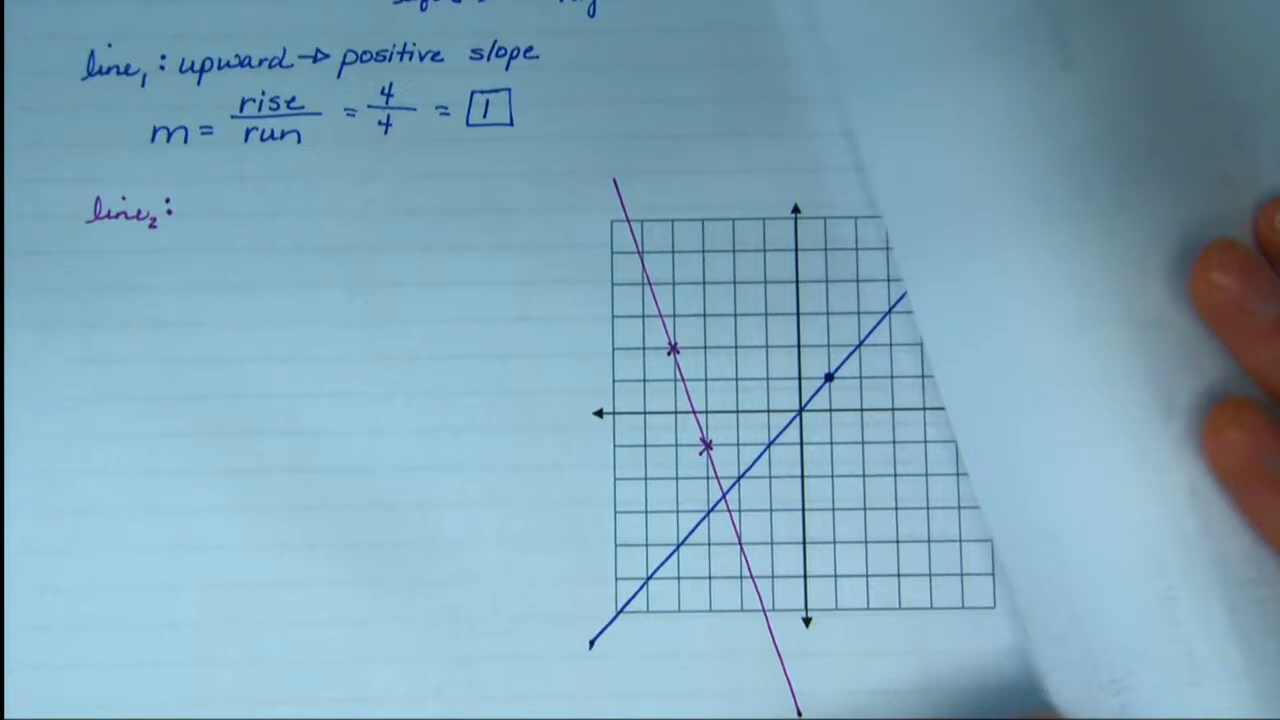 line₁: upward → positive slope
m = rise/run = 4/4 = 1
line₂: